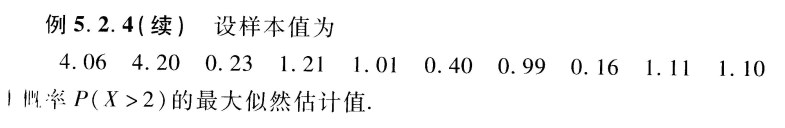 例 5.2.4(续) 设样本值为
4.06 4.20 0.23 1.21 1.01 0.40 0.99 0.16 1.11 1.10
概率 P(X>2)的最大似然估计值.